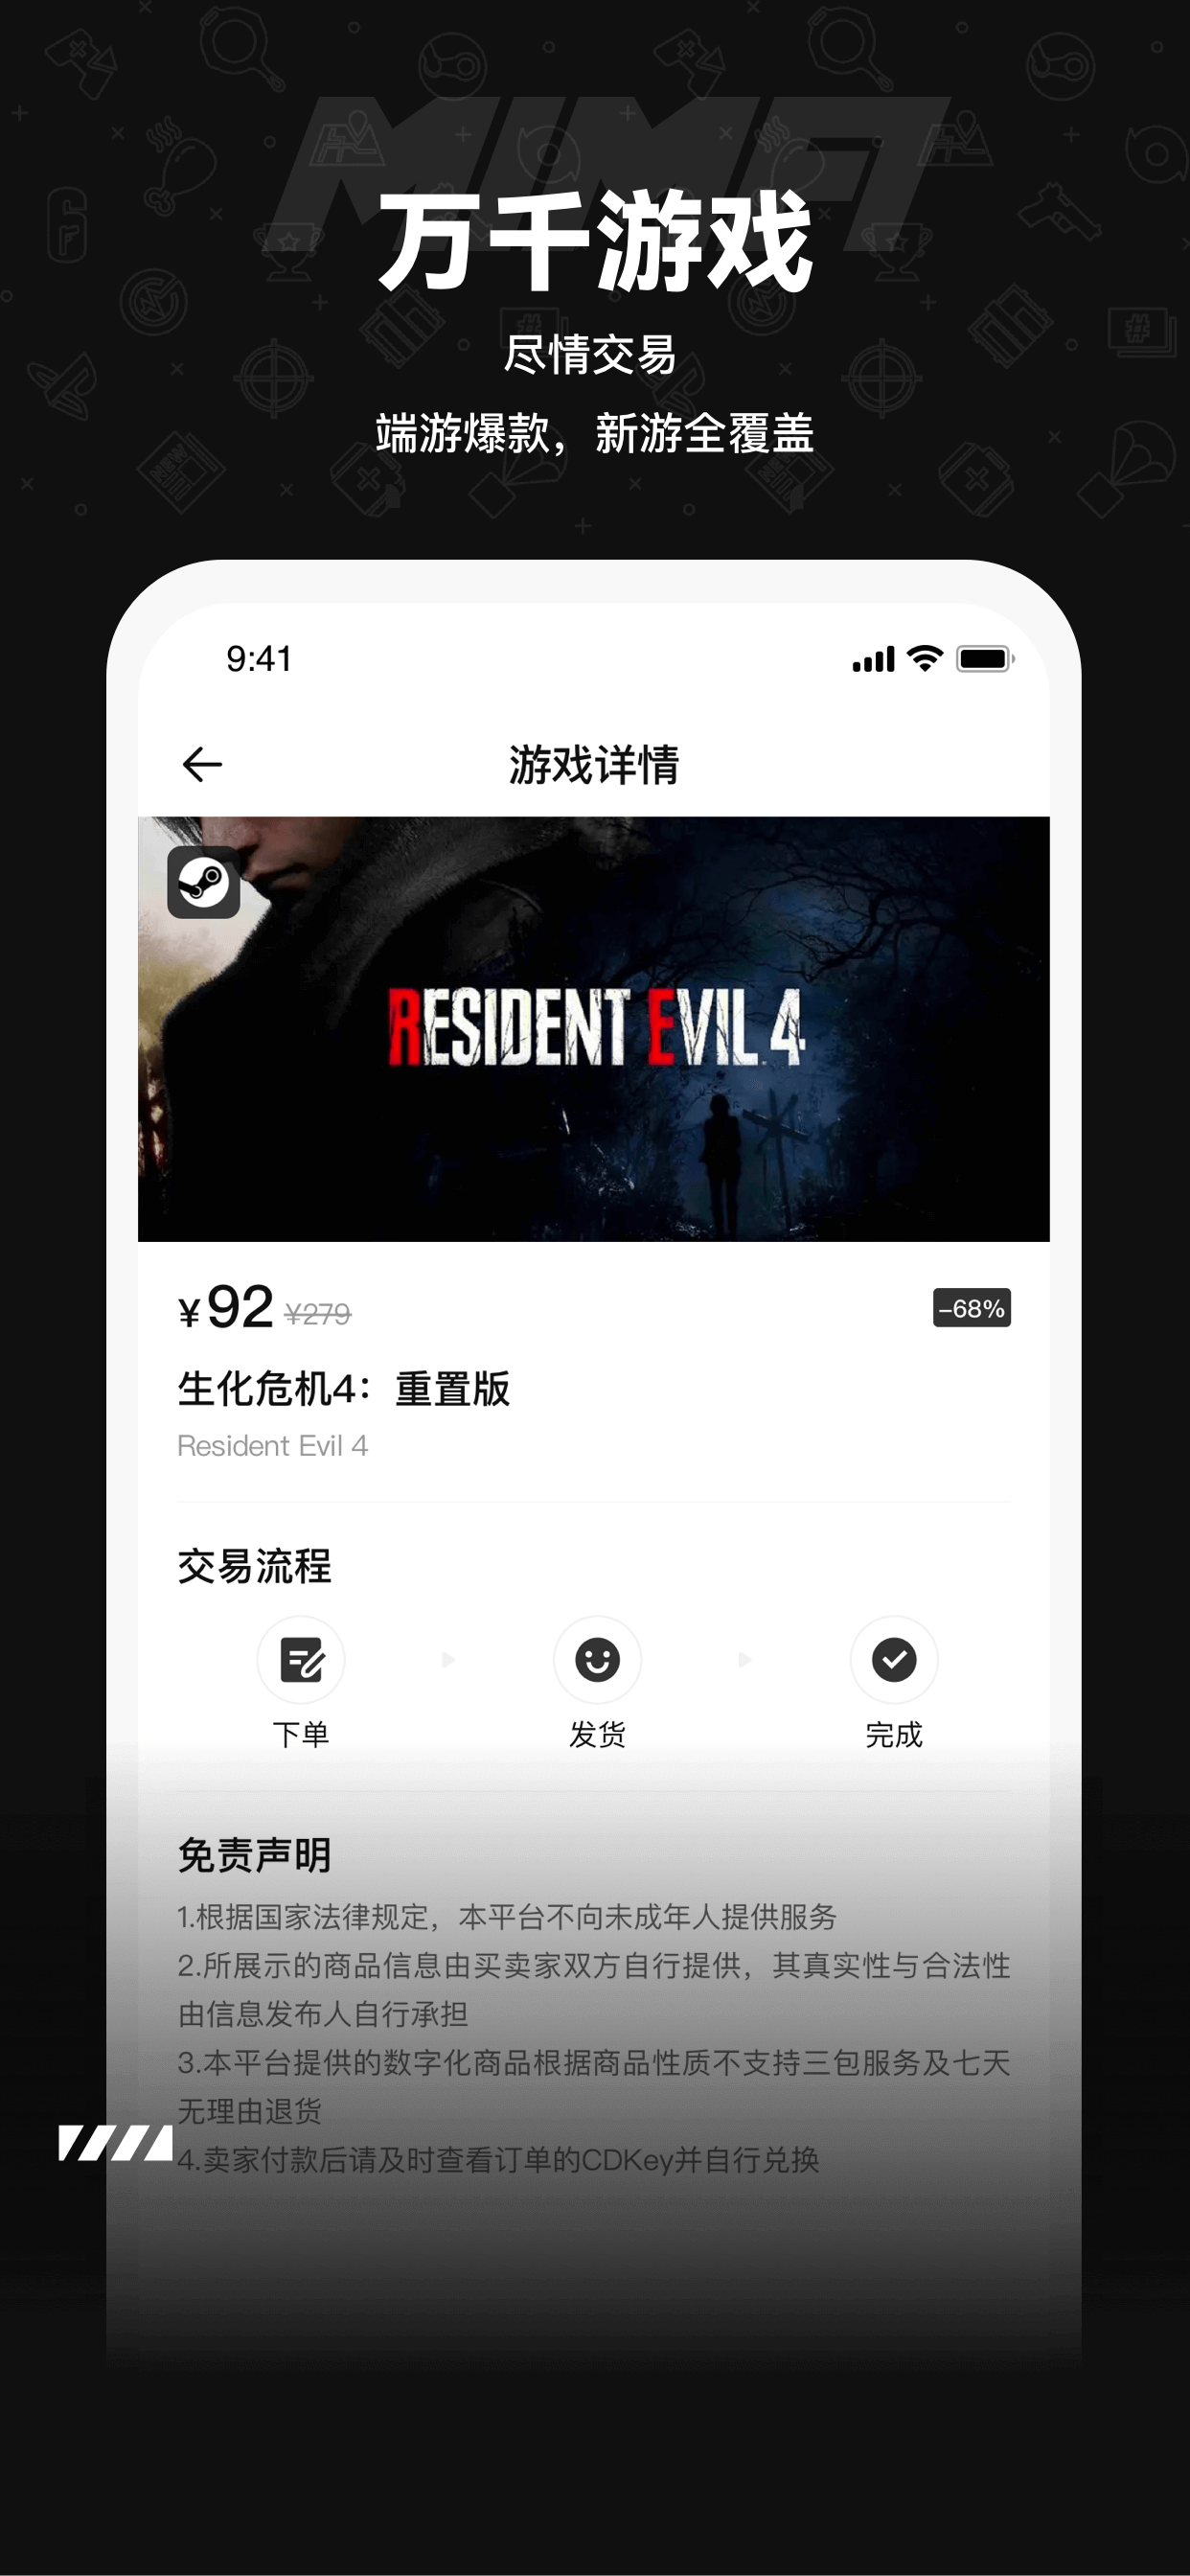 万千游戏
尽情交易
端游爆款，新游全覆盖
9:41
游戏详情
RESIDENT EVIL 4
¥92 ¥279
-68%
生化危机4：重置版
Resident Evil 4
交易流程
下单
发货
完成
免责声明
1.根据国家法律规定，本平台不向未成年人提供服务
2.所展示的商品信息由买卖家双方自行提供，其真实性与合法性
由信息发布人自行承担
3.本平台提供的数字化商品根据商品性质不支持三包服务及七天
无理由退货
4.卖家付款后请及时查看订单的CDKey并自行兑换